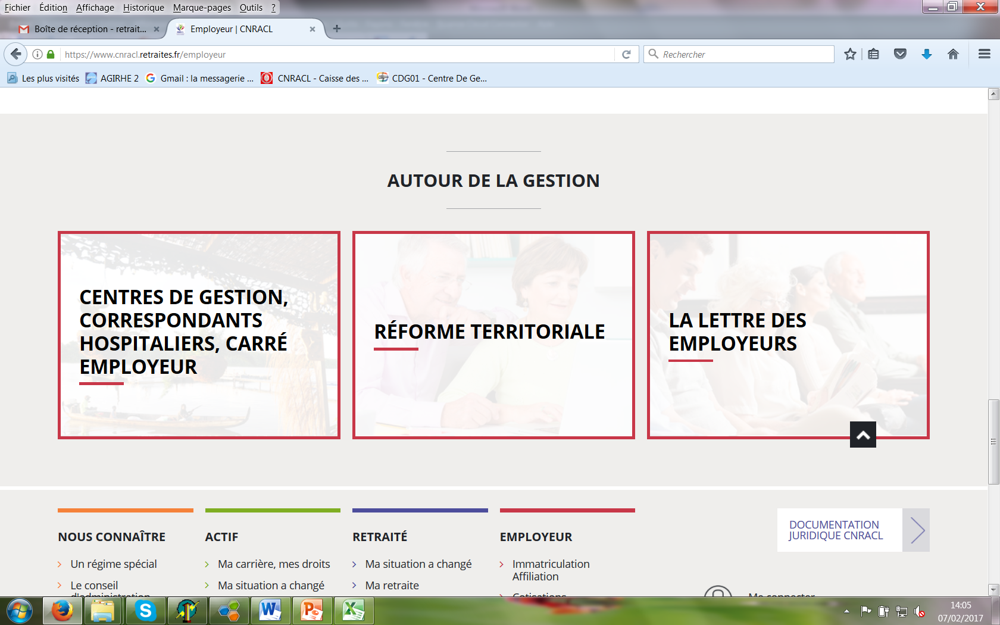 Fichier Édition Affichage Historique Marque-pages Outils ?
Boîte de réception - retrait... Employeur | CNRACL
https://www.cnracl.retraites.fr/employeur Rechercher
Les plus visités AGIRHE 2 Gmail : la messagerie ... CNRACL - Caisse des ... CDG01 - Centre De Ge...
AUTOUR DE LA GESTION
CENTRES DE GESTION,
CORRESPONDANTS
HOSPITALIERS, CARRÉ
EMPLOYEUR
RÉFORME TERRITORIALE
LA LETTRE DES
EMPLOYEURS
NOUS CONNAÎTRE
Un régime spécial
Le conseil
d'administration
ACTIF
Ma carrière, mes droits
Ma situation a changé
RETRAITÉ
Ma situation a changé
Ma retraite
EMPLOYEUR
Immatriculation
Affiliation
Cotisations
DOCUMENTATION
JURIDIQUE CNRACL
Me connecter
14:05
07/02/2017